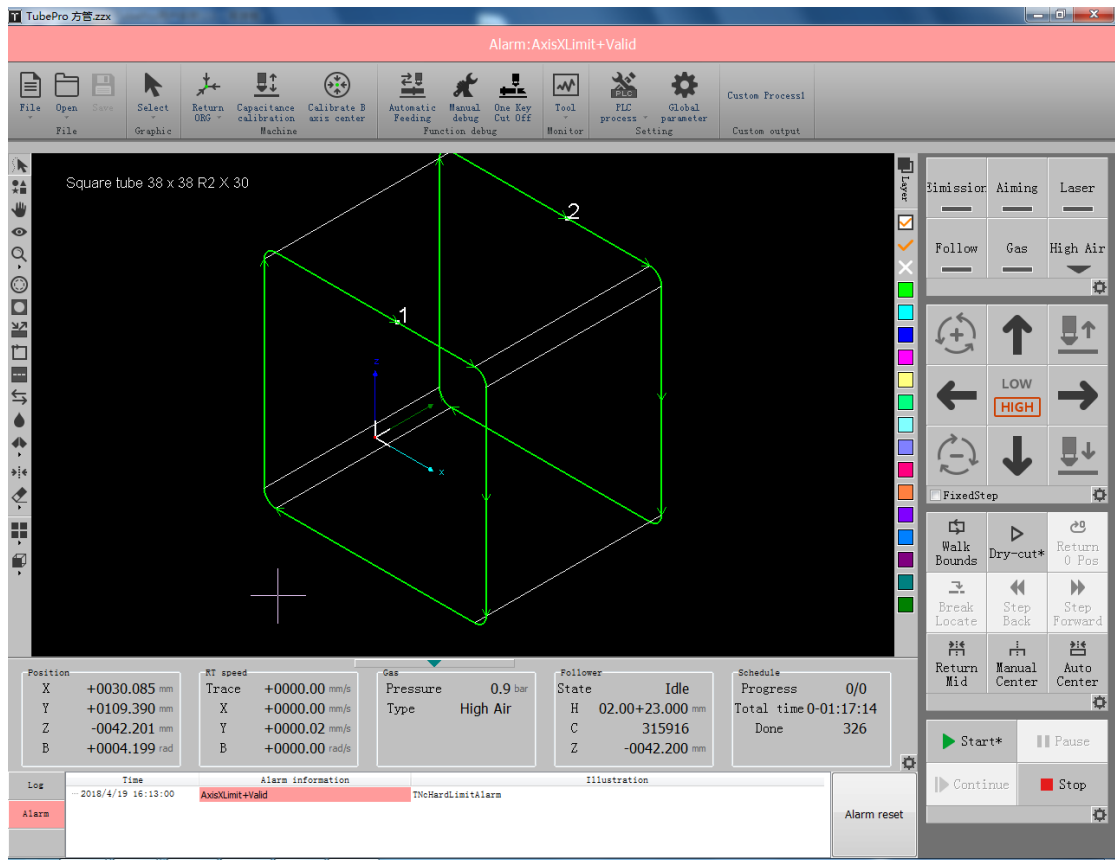 TubePro 方管.zzx
Alarm:AxisXLimit+Valid
File Open Save Select Return ORG Capacitance calibration Calibrate B axis center Automatic Feeding Manual debug One Key Cut Off Tool PLC process Global parameter Custom Process1
File Graphic Machine Function debug Monitor Setting Custom output
Square tube 38 x 38 R2 X 30
2
1
z
x
Layer
Emission Aiming Laser
Follow Gas High Air
LOW
HIGH
FixedStep
Walk Bounds Dry-cut* Return 0 Pos
Break Locate Step Back Step Forward
Return Mid Manual Center Auto Center
Start* Pause
Continue Stop
Position
X +0030.085 mm
Y +0109.390 mm
Z -0042.201 mm
B +0004.199 rad
RT speed
Trace +0000.00 mm/s
X +0000.00 mm/s
Y +0000.02 mm/s
B +0000.00 rad/s
Gas
Pressure 0.9 bar
Type High Air
Follower
State Idle
H 02.00+23.000 mm
C 315916
Z -0042.200 mm
Schedule
Progress 0/0
Total time 0-01:17:14
Done 326
Log
Alarm
Time Alarm information Illustration
2018/4/19 16:13:00 AxisXLimit+Valid TNcHardLimitAlarm
Alarm reset